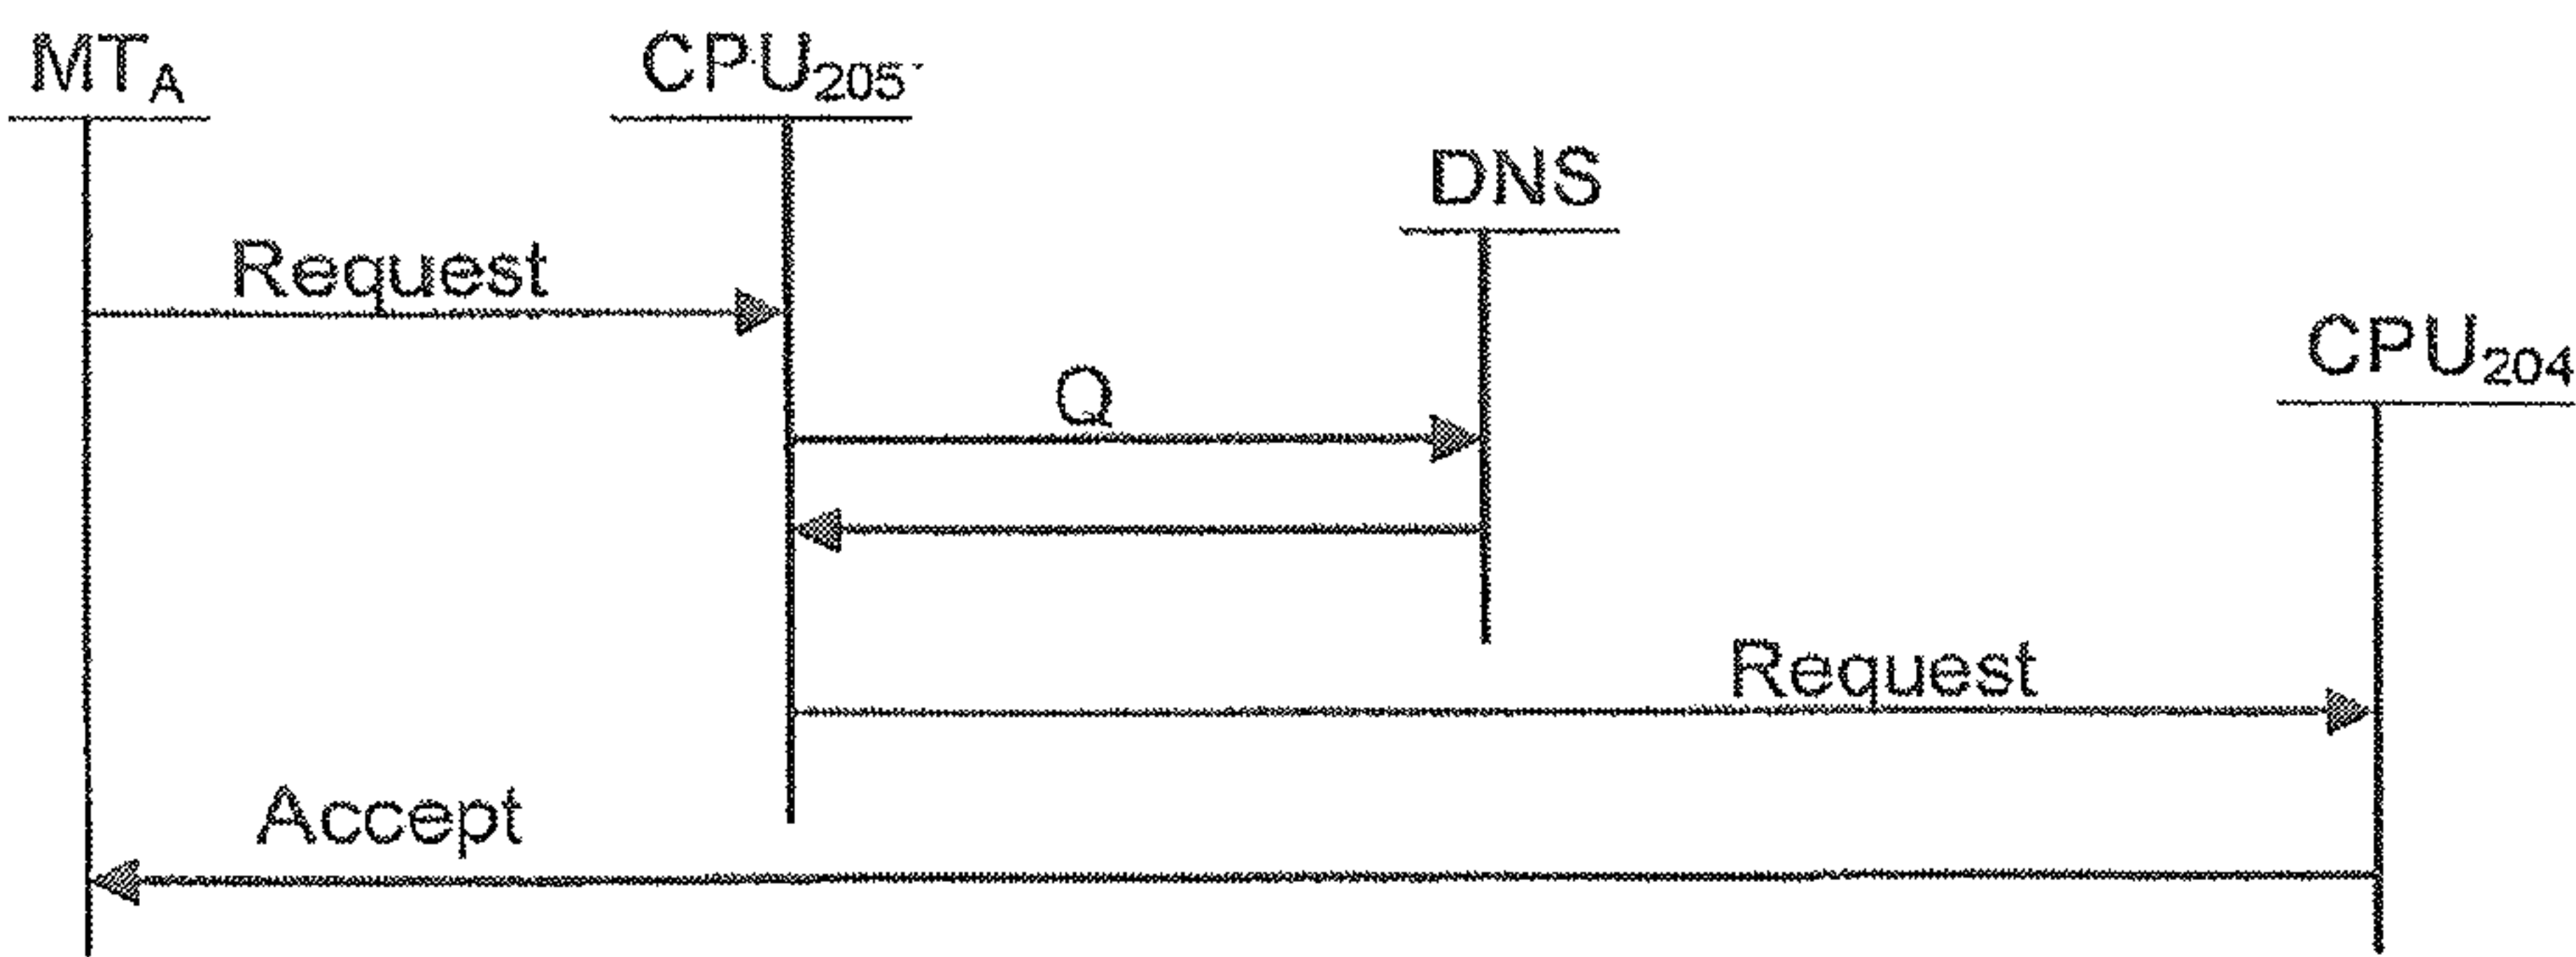 MTA
CPU205
DNS
Request
CPU204
Q
Request
Accept